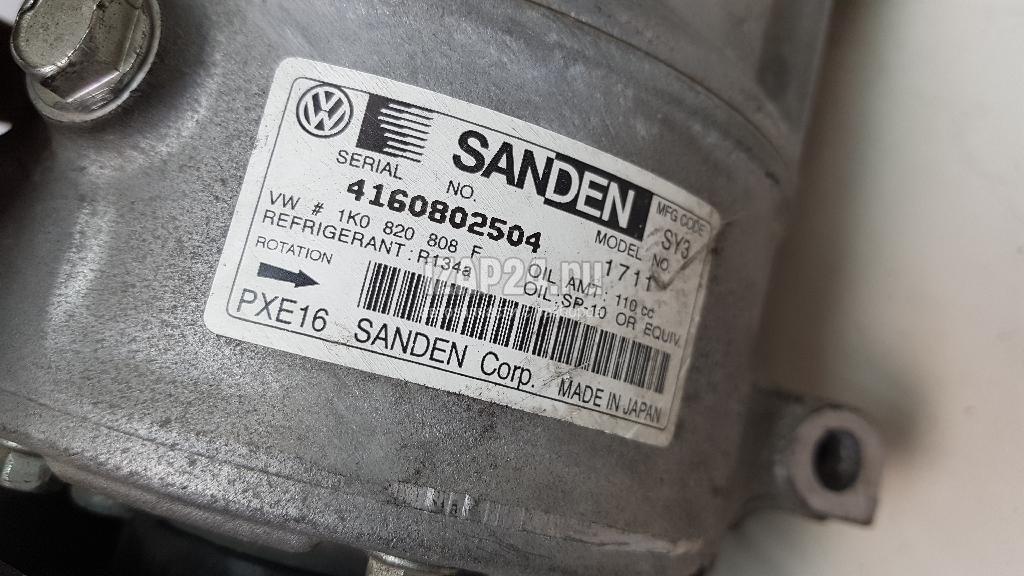 VW
SANDEN
SERIAL NO.
4160802504
MFG CODE
SY3
MODEL NO.
1711
VW # 1K0 820 808 F
REFRIGERANT: R134a
OIL AMT: 110 cc
OIL: SP-10 OR EQUIV.
ROTATION
PXE16
SANDEN Corp.
MADE IN JAPAN